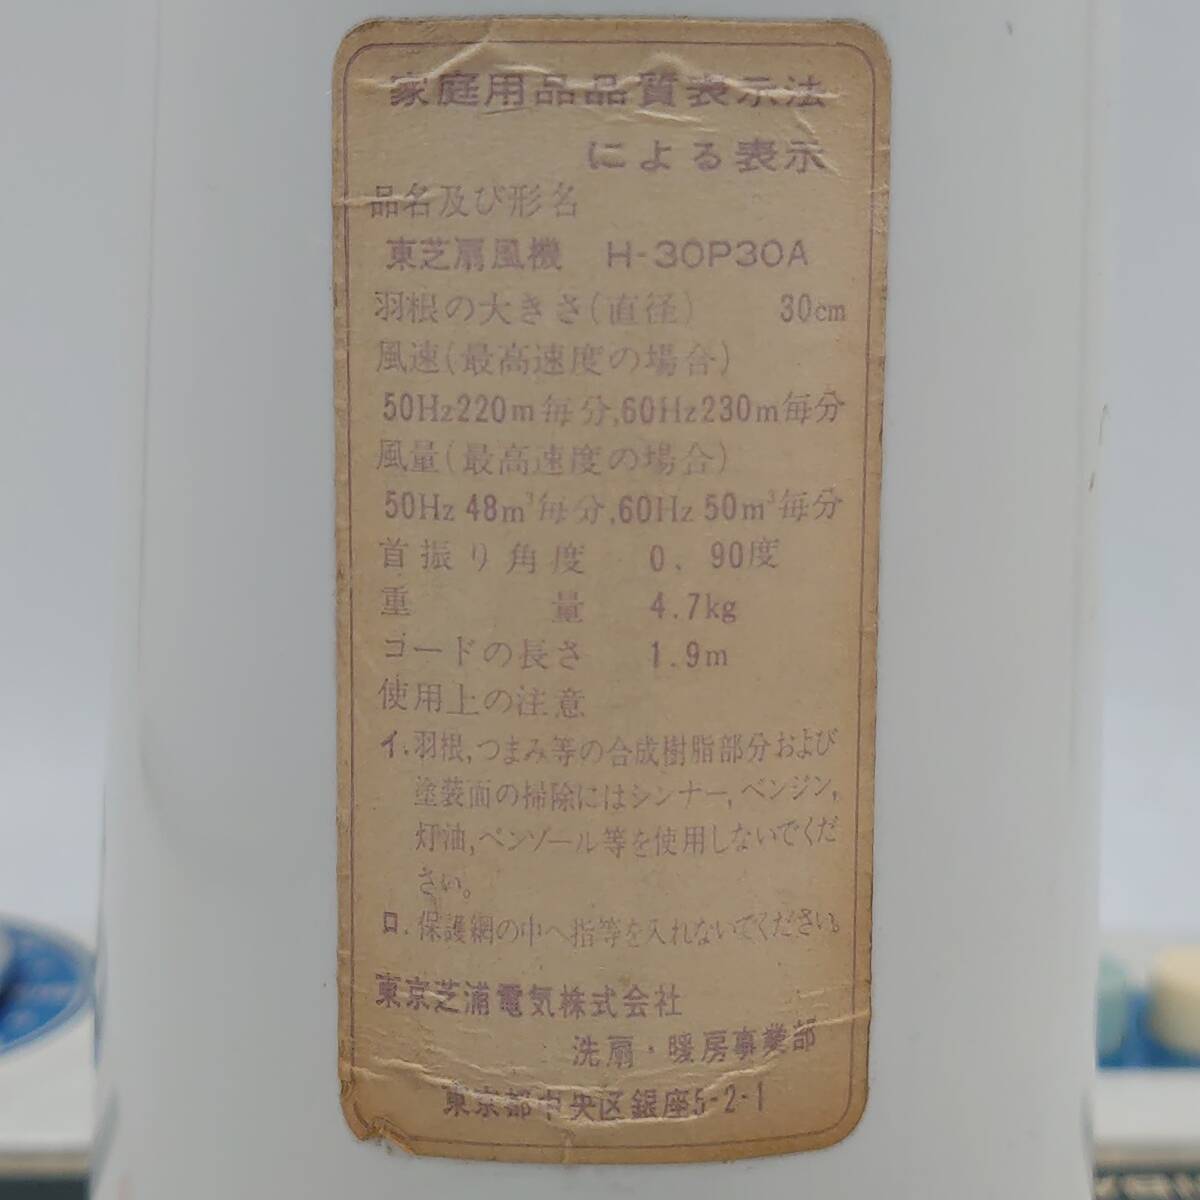 家庭用品品質表示法
による表示
品名及び形名
東芝扇風機 H-30P30A
羽根の大きさ(直径) 30cm
風速(最高速度の場合)
50Hz220m毎分,60Hz230m毎分
風量(最高速度の場合)
50Hz 48m³毎分,60Hz 50m³毎分
首振り角度 0、90度
重量 4.7kg
コードの長さ 1.9m
使用上の注意
イ.羽根,つまみ等の合成樹脂部分および
塗装面の掃除にはシンナー,ベンジン,
灯油,ベンゾール等を使用しないでくだ
さい。
ロ.保護網の中へ指等を入れないでください。
東京芝浦電気株式会社
洗扇・暖房事業部
東京都中央区銀座5-2-1